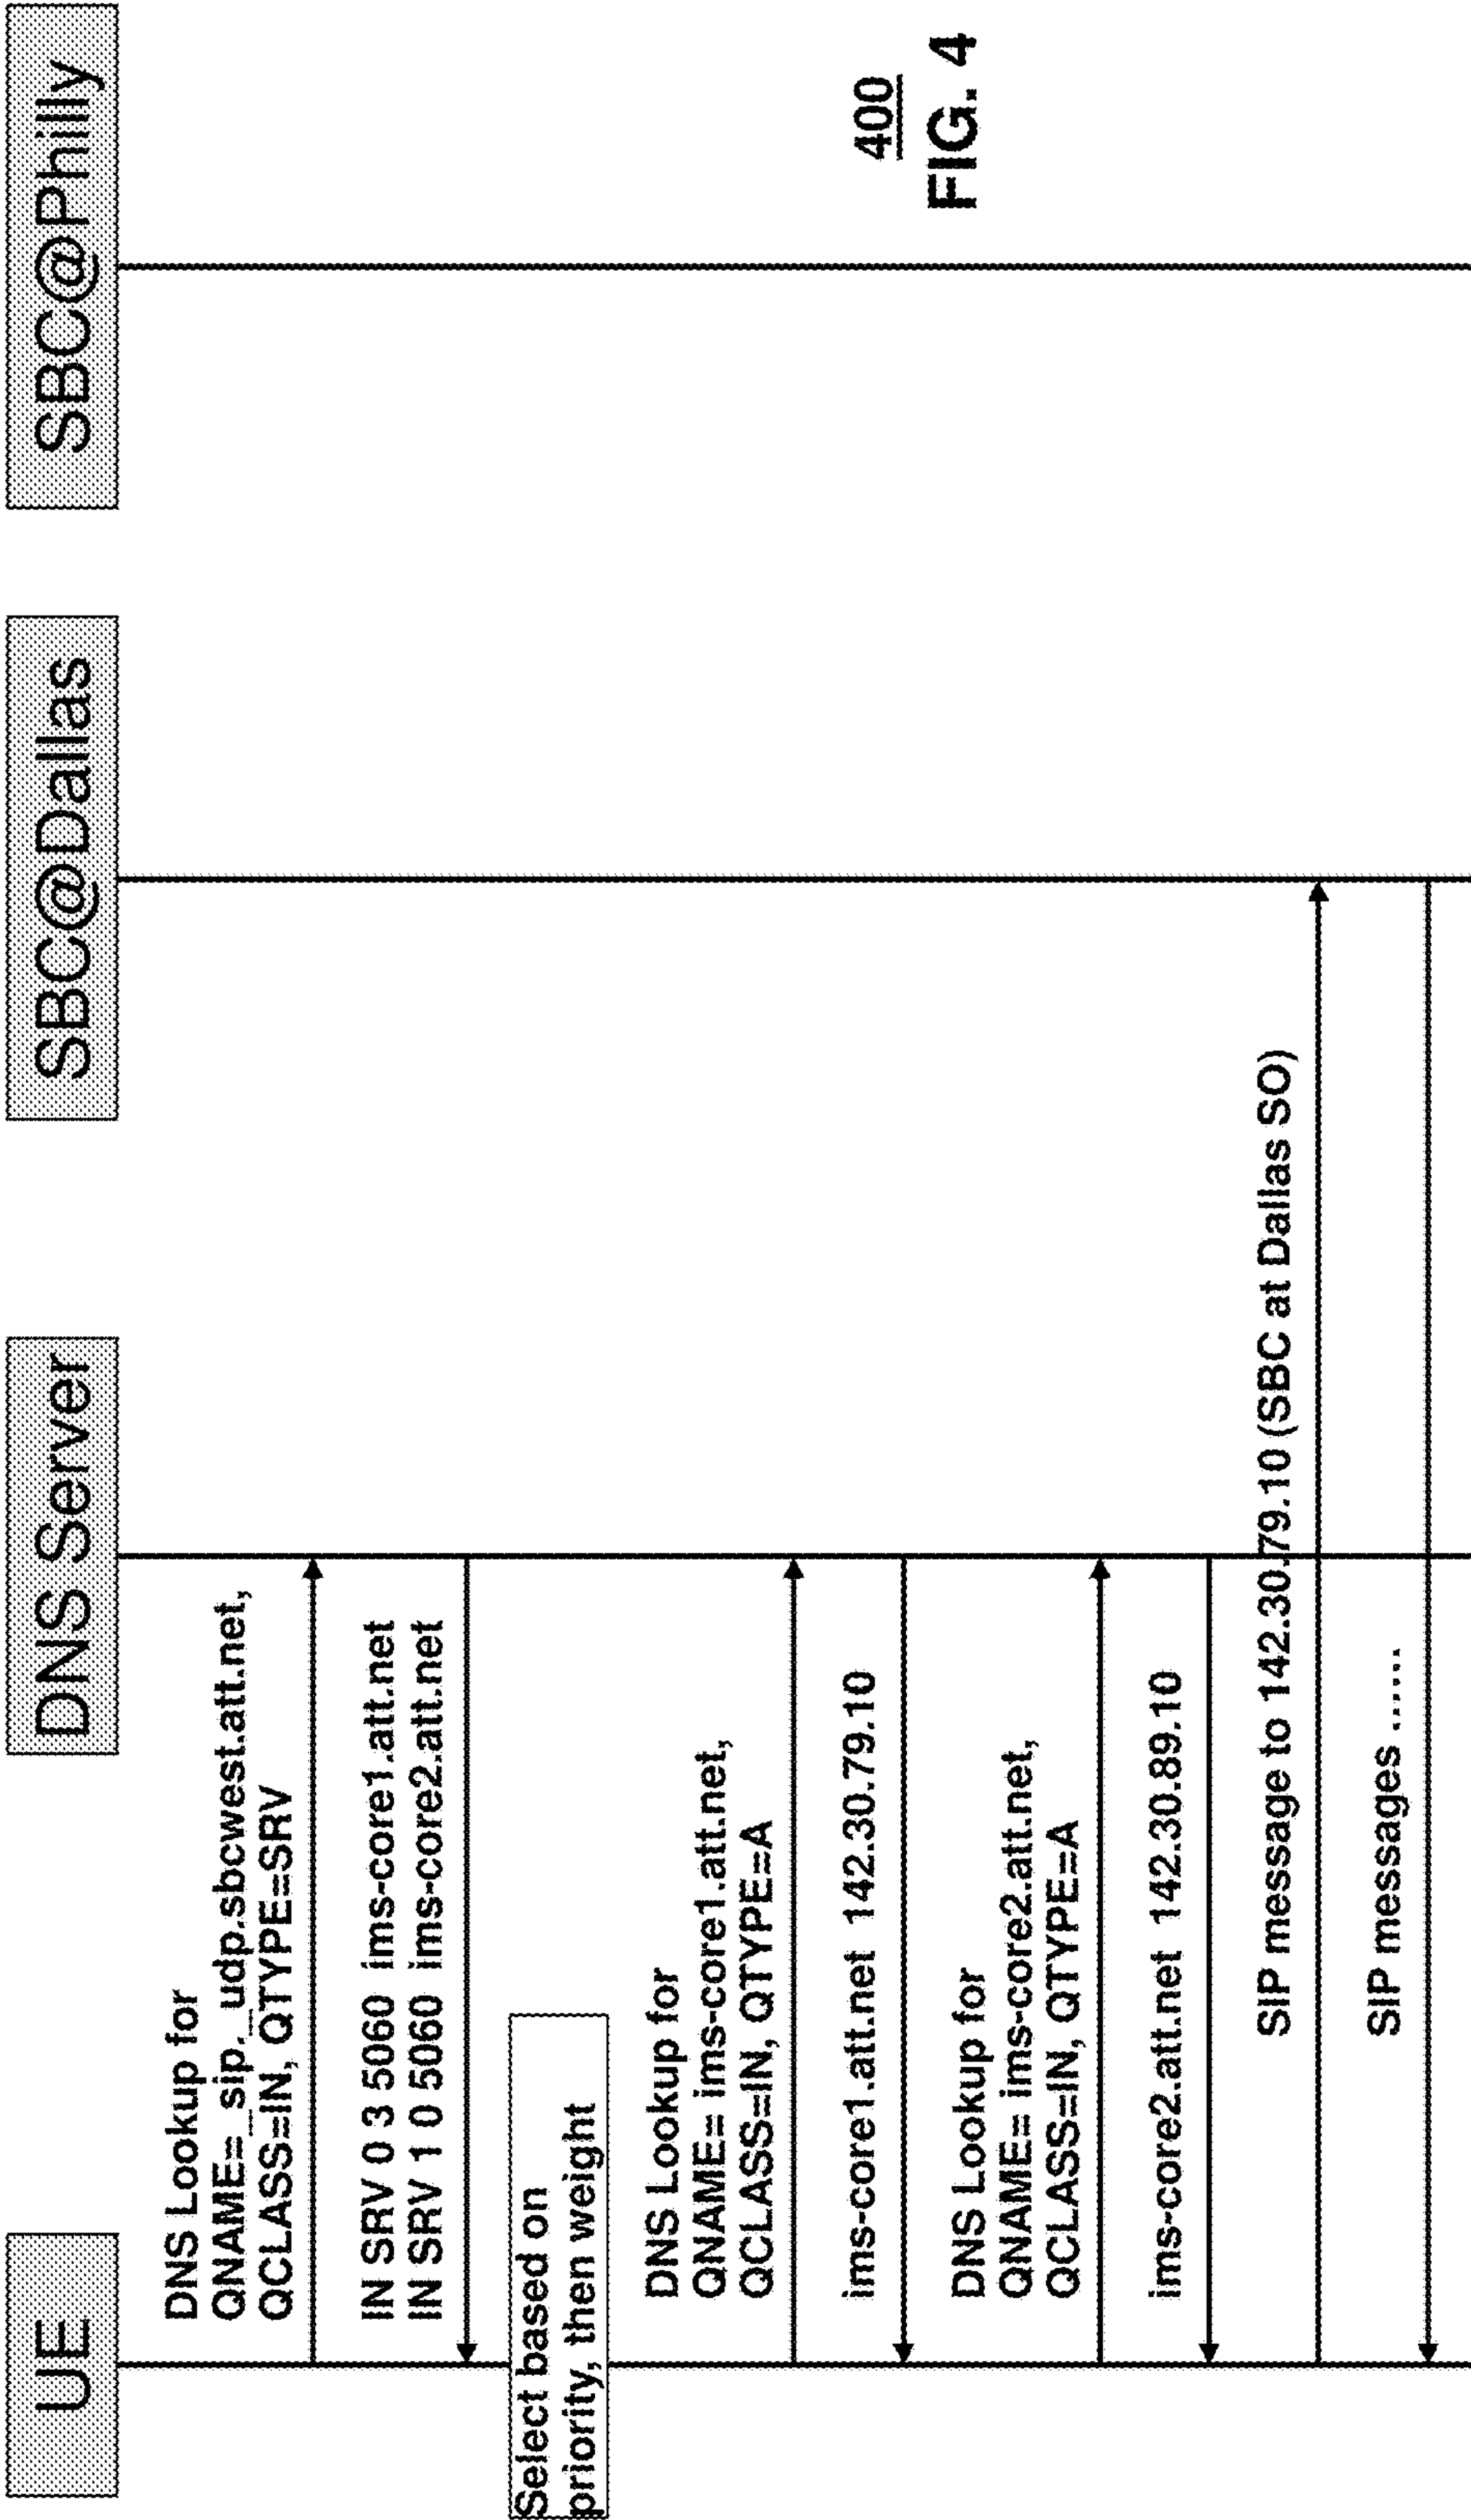 UE
DNS Server
SBC@Dallas
SBC@Philly
DNS Lookup for
QNAME=_sip._udp.sbcwest.att.net,
QCLASS=IN, QTYPE=SRV
IN SRV 0 3 5060 ims-core1.att.net
IN SRV 1 0 5060 ims-core2.att.net
Select based on
priority, then weight
DNS Lookup for
QNAME= ims-core1.att.net,
QCLASS=IN, QTYPE=A
ims-core1.att.net 142.30.79.10
DNS Lookup for
QNAME= ims-core2.att.net,
QCLASS=IN, QTYPE=A
ims-core2.att.net 142.30.89.10
SIP message to 142.30.79.10 (SBC at Dallas SO)
SIP messages ......
400
FIG. 4